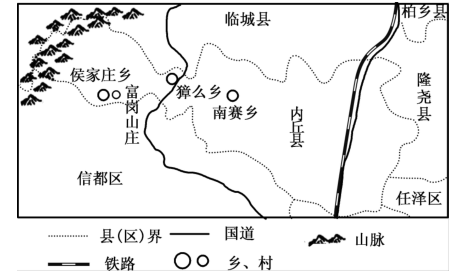 临城县
柏乡县
侯家庄乡
獐么乡
富岗山庄
南赛乡
内丘县
隆尧县
信都区
任泽区
县(区)界
国道
山脉
铁路
乡、村